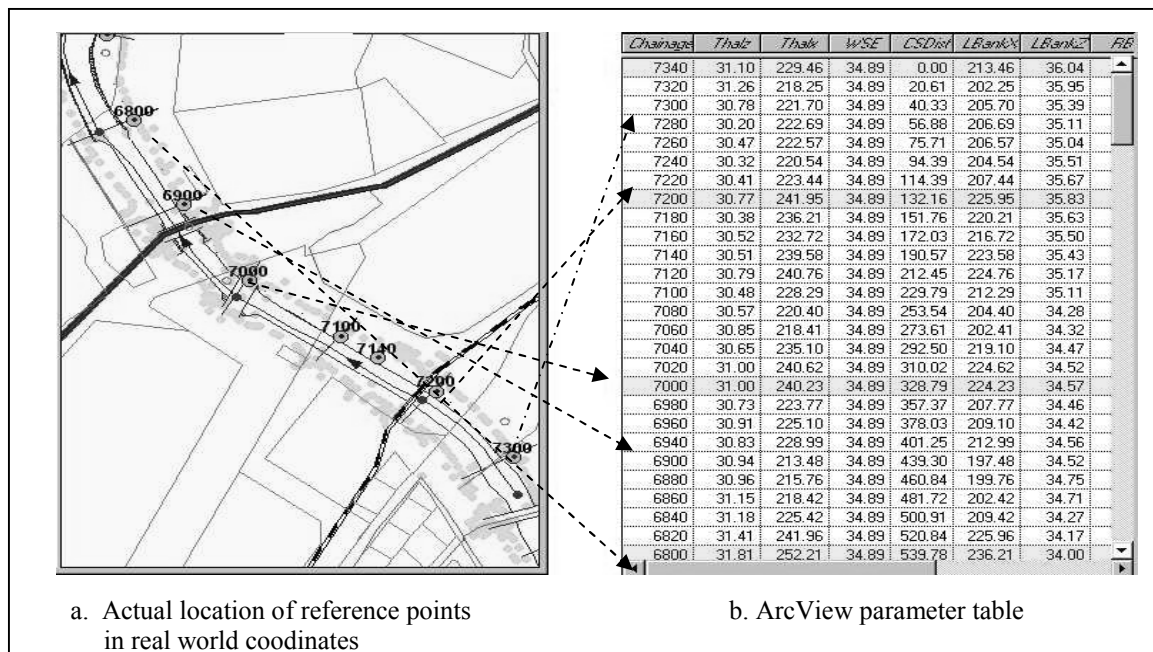 6800
6900
7000
7100
7140
7200
7300
Chainage Thalz Thalx WSE CSDist LBankX LBankZ RB
7340 31.10 229.46 34.89 0.00 213.46 36.04
7320 31.26 218.25 34.89 20.61 202.25 35.95
7300 30.78 221.70 34.89 40.33 205.70 35.39
7280 30.20 222.69 34.89 56.88 206.69 35.11
7260 30.47 222.57 34.89 75.71 206.57 35.04
7240 30.32 220.54 34.89 94.39 204.54 35.51
7220 30.41 223.44 34.89 114.39 207.44 35.67
7200 30.77 241.95 34.89 132.16 225.95 35.83
7180 30.38 236.21 34.89 151.76 220.21 35.63
7160 30.52 232.72 34.89 172.03 216.72 35.50
7140 30.51 239.58 34.89 190.57 223.58 35.43
7120 30.79 240.76 34.89 212.45 224.76 35.17
7100 30.48 228.29 34.89 229.79 212.29 35.11
7080 30.57 220.40 34.89 253.54 204.40 34.28
7060 30.85 218.41 34.89 273.61 202.41 34.32
7040 30.65 235.10 34.89 292.50 219.10 34.47
7020 31.00 240.62 34.89 310.02 224.62 34.52
7000 31.00 240.23 34.89 328.79 224.23 34.57
6980 30.73 223.77 34.89 357.37 207.77 34.46
6960 30.91 225.10 34.89 378.03 209.10 34.42
6940 30.83 228.99 34.89 401.25 212.99 34.56
6900 30.94 213.48 34.89 439.30 197.48 34.52
6880 30.96 215.76 34.89 460.84 199.76 34.75
6860 31.15 218.42 34.89 481.72 202.42 34.71
6840 31.18 225.42 34.89 500.91 209.42 34.27
6820 31.41 241.96 34.89 520.84 225.96 34.17
6800 31.81 252.21 34.89 539.78 236.21 34.00
a. Actual location of reference points
in real world coodinates
b. ArcView parameter table